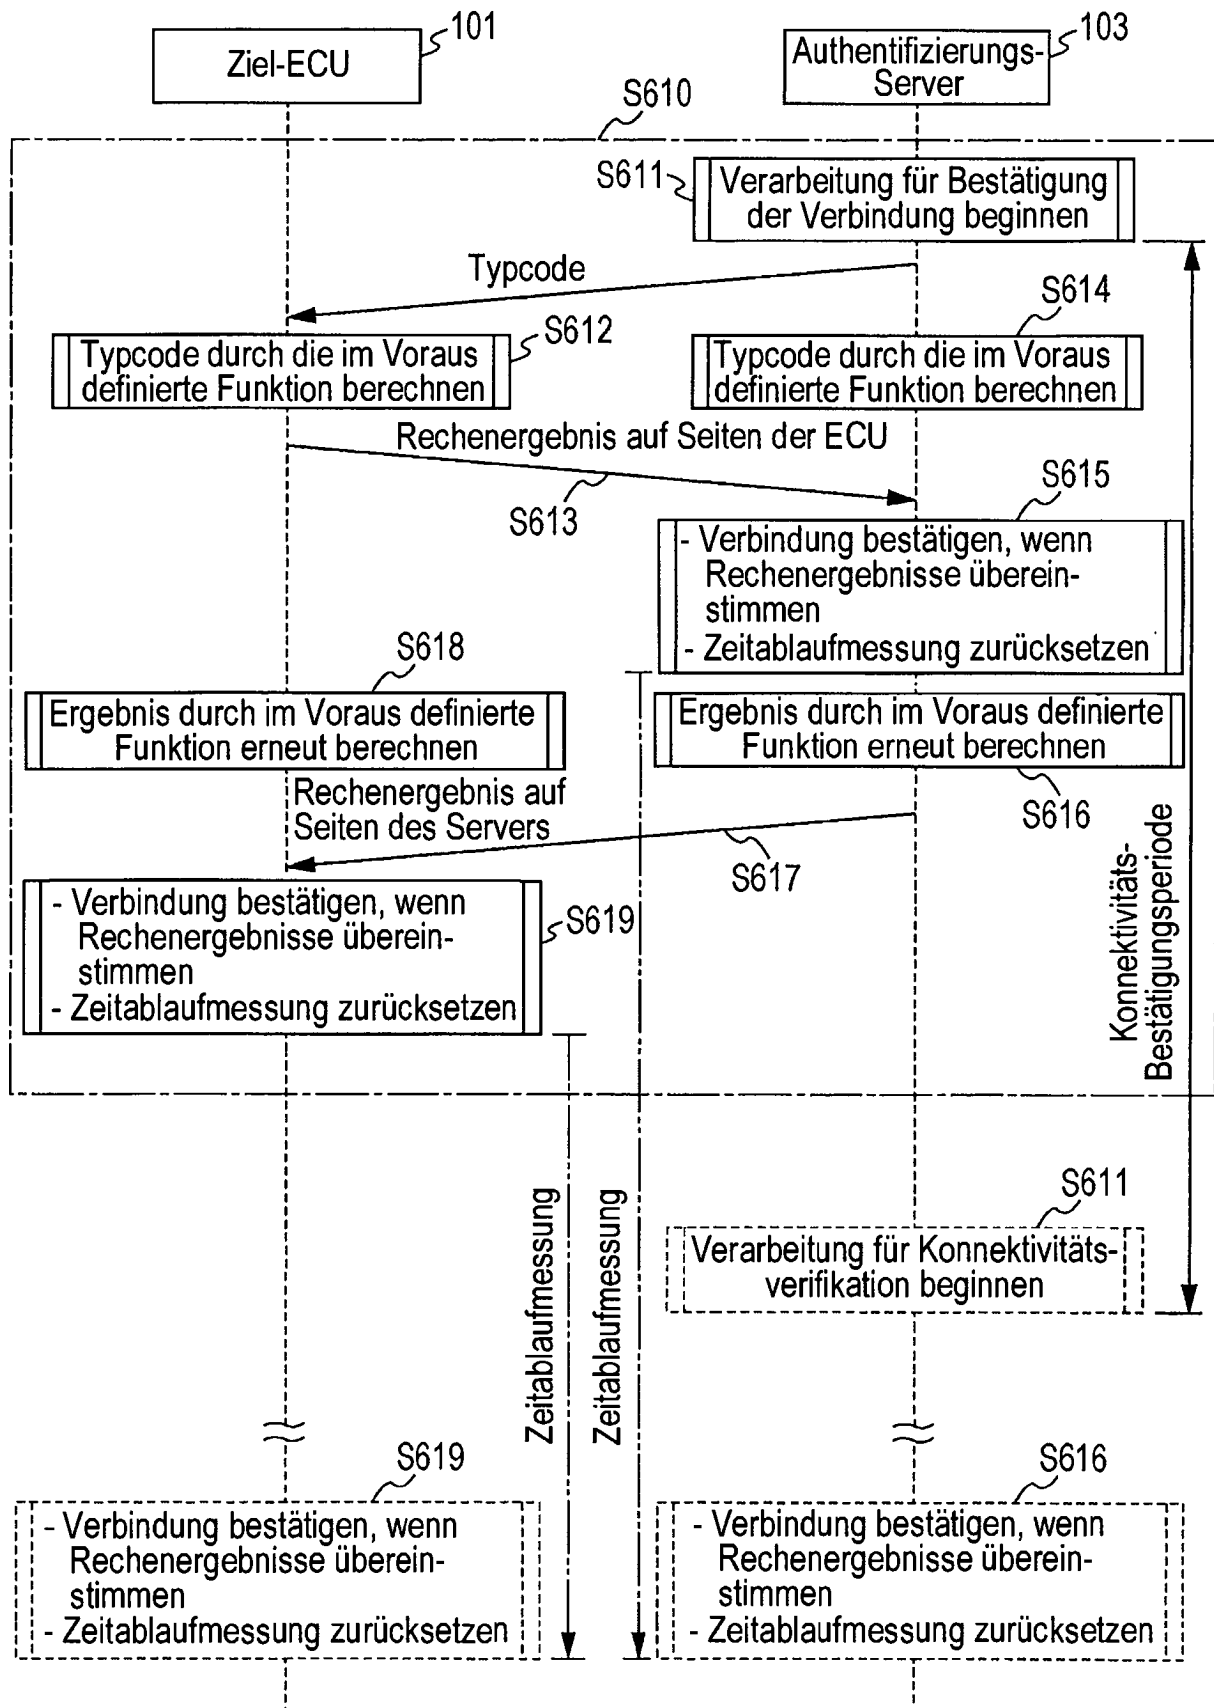 Ziel-ECU
101
Authentifizierungs-
Server
103
S610
S611
Verarbeitung für Bestätigung
der Verbindung beginnen
Typcode
S612
S614
Typcode durch die im Voraus
definierte Funktion berechnen
Typcode durch die im Voraus
definierte Funktion berechnen
Rechenergebnis auf Seiten der ECU
S613
S615
- Verbindung bestätigen, wenn
Rechenergebnisse überein-
stimmen
- Zeitablaufmessung zurücksetzen
S618
Ergebnis durch im Voraus definierte
Funktion erneut berechnen
Ergebnis durch im Voraus definierte
Funktion erneut berechnen
S616
Rechenergebnis auf
Seiten des Servers
S617
- Verbindung bestätigen, wenn
Rechenergebnisse überein-
stimmen
- Zeitablaufmessung zurücksetzen
S619
Konnektivitäts-
Bestätigungsperiode
Zeitablaufmessung
Zeitablaufmessung
S611
Verarbeitung für Konnektivitäts-
verifikation beginnen
S619
- Verbindung bestätigen, wenn
Rechenergebnisse überein-
stimmen
- Zeitablaufmessung zurücksetzen
S616
- Verbindung bestätigen, wenn
Rechenergebnisse überein-
stimmen
- Zeitablaufmessung zurücksetzen